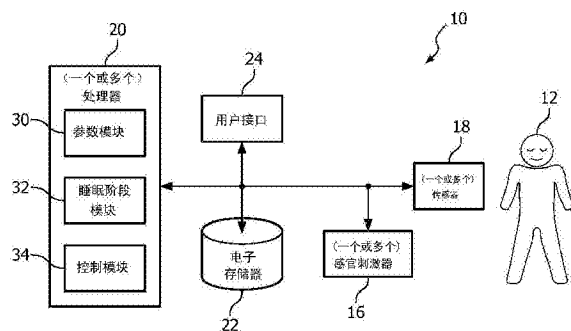 10
20
(一个或多个)
处理器
30
参数模块
32
睡眠阶段
模块
34
控制模块
24
用户接口
电子
存储器
22
18
(一个或多个)
传感器
(一个或多个)
感官刺激器
16
12